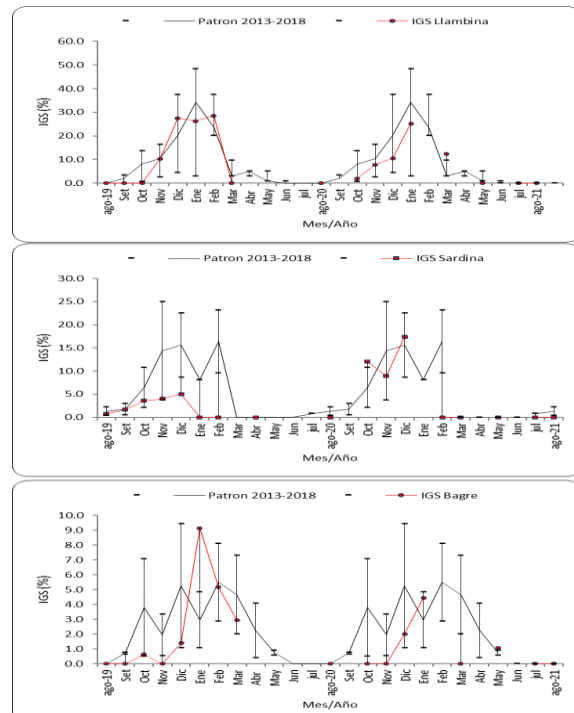 Patron 2013-2018 IGS Llambina
60.0
50.0
40.0
30.0
20.0
10.0
0.0
IGS (%)
ago-19 Set Oct Nov Dic Ene Feb Mar Abr May Jun jul ago-20 Set Oct Nov Dic Ene Feb Mar Abr May Jun jul ago-21
Mes/Año
Patron 2013-2018 IGS Sardina
30.0
25.0
20.0
15.0
10.0
5.0
0.0
IGS (%)
ago-19 Set Oct Nov Dic Ene Feb Mar Abr May Jun jul ago-20 Set Oct Nov Dic Ene Feb Mar Abr May Jun jul ago-21
Mes/Año
Patron 2013-2018 IGS Bagre
10.0
9.0
8.0
7.0
6.0
5.0
4.0
3.0
2.0
1.0
0.0
IGS (%)
ago-19 Set Oct Nov Dic Ene Feb Mar Abr May Jun jul ago-20 Set Oct Nov Dic Ene Feb Mar Abr May Jun jul ago-21
Mes/Año